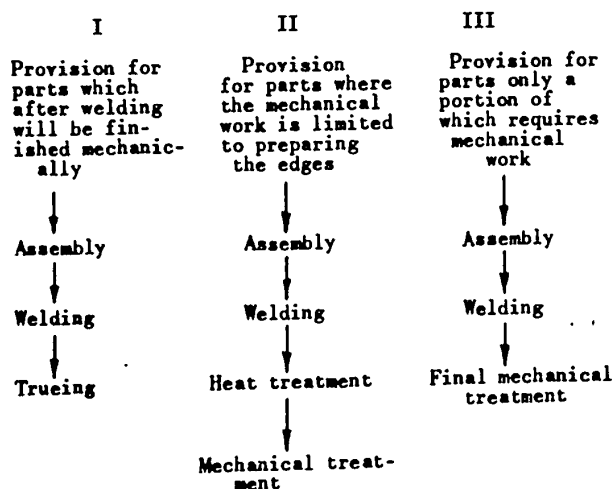 I
Provision for
parts which
after welding
will be fin-
ished mechanic-
ally
Assembly
Welding
Trueing
II
Provision
for parts where
the mechanical
work is limited
to preparing
the edges
Assembly
Welding
Heat treatment
Mechanical treat-
ment
III
Provision for
parts only a
portion of
which requires
mechanical
work
Assembly
Welding
Final mechanical
treatment